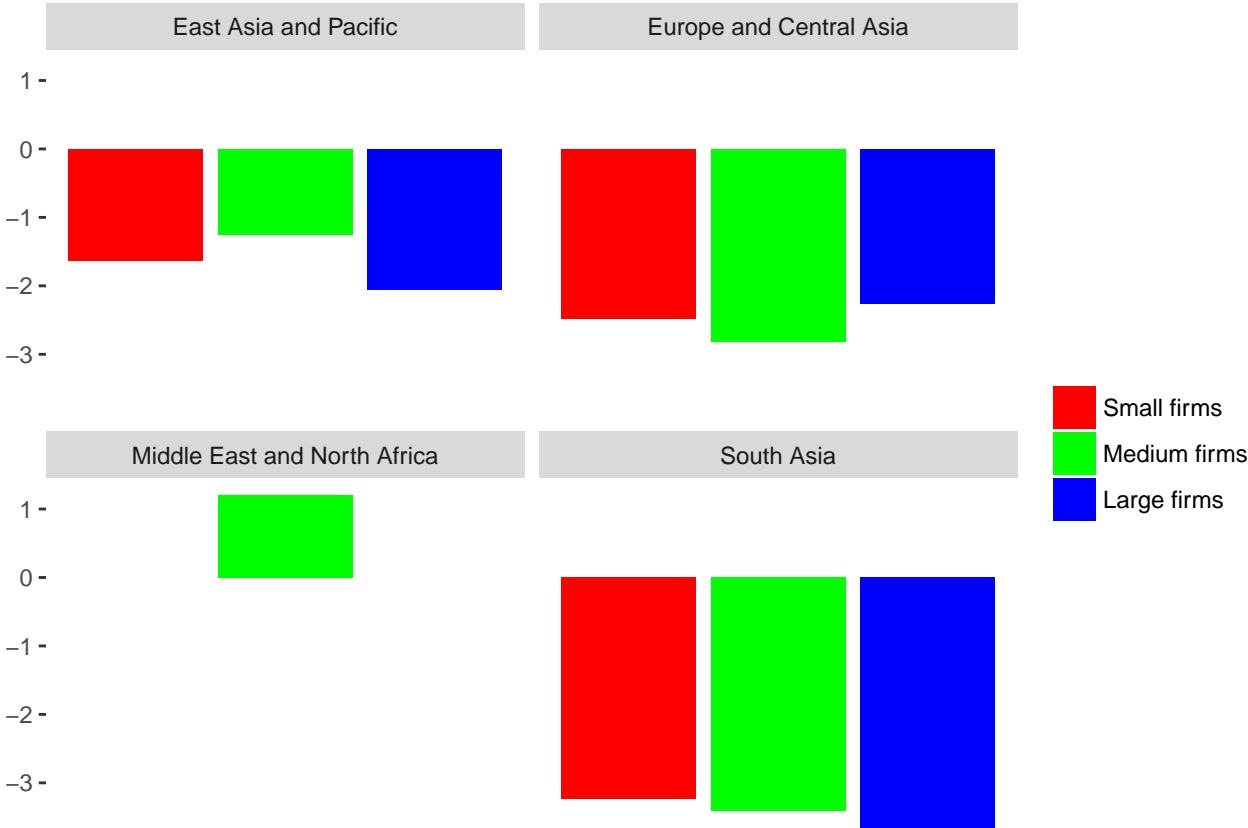 East Asia and Pacific
Europe and Central Asia
1
0
−1
−2
−3
Middle East and North Africa
South Asia
1
0
−1
−2
−3
Small firms
Medium firms
Large firms